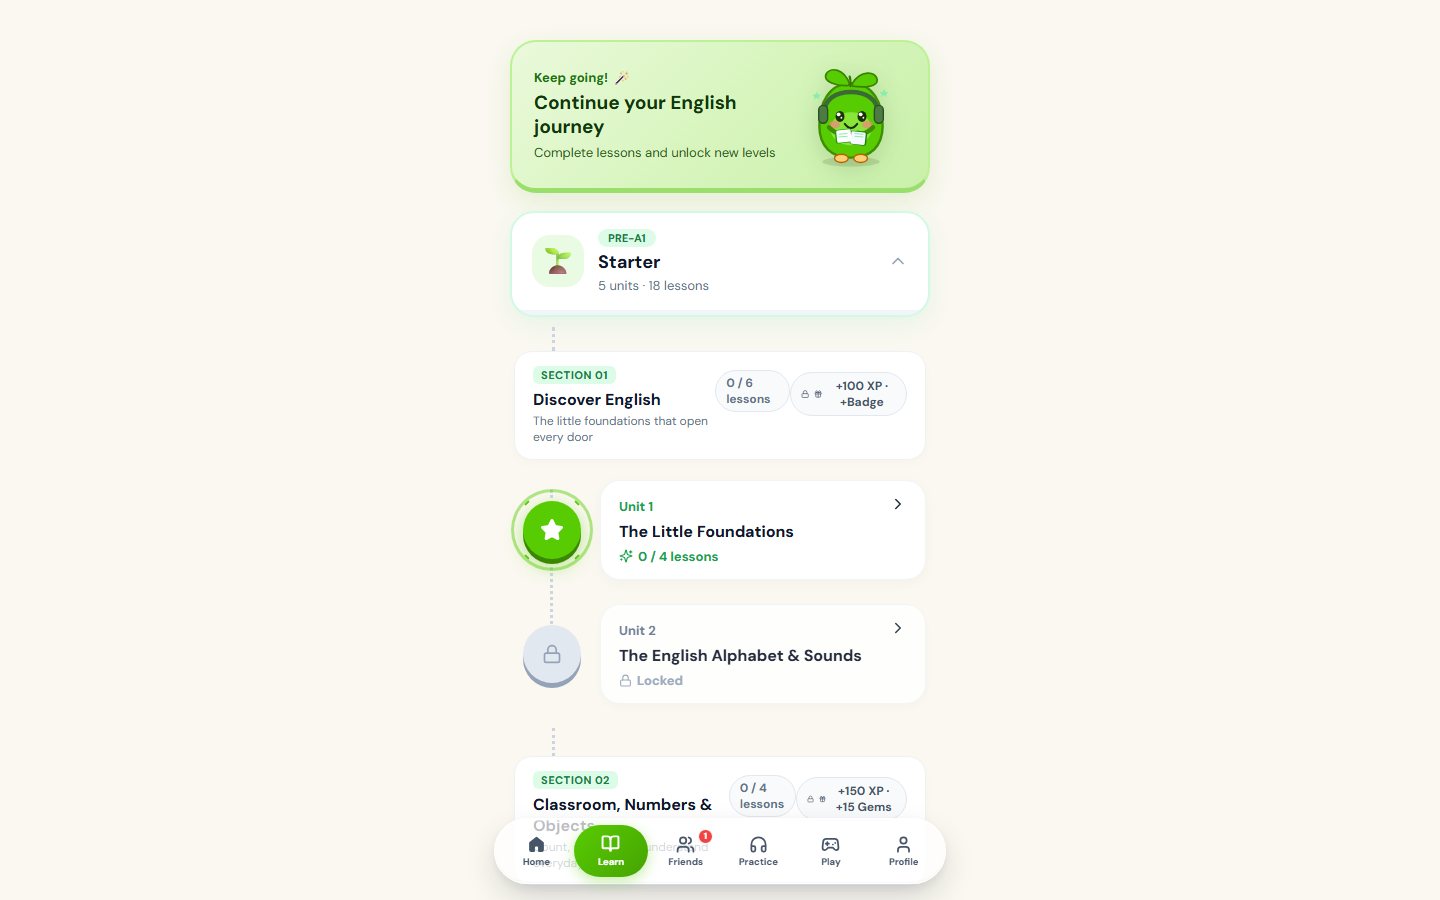 Keep going!
Continue your English
journey
Complete lessons and unlock new levels
PRE-A1
Starter
5 units · 18 lessons
SECTION 01
Discover English
The little foundations that open
every door
0 / 6
lessons
+100 XP ·
+Badge
Unit 1
The Little Foundations
0 / 4 lessons
Unit 2
The English Alphabet & Sounds
Locked
SECTION 02
Classroom, Numbers &
Objects
0 / 4
lessons
+150 XP ·
+15 Gems
Home
Learn
1
Friends
Practice
Play
Profile